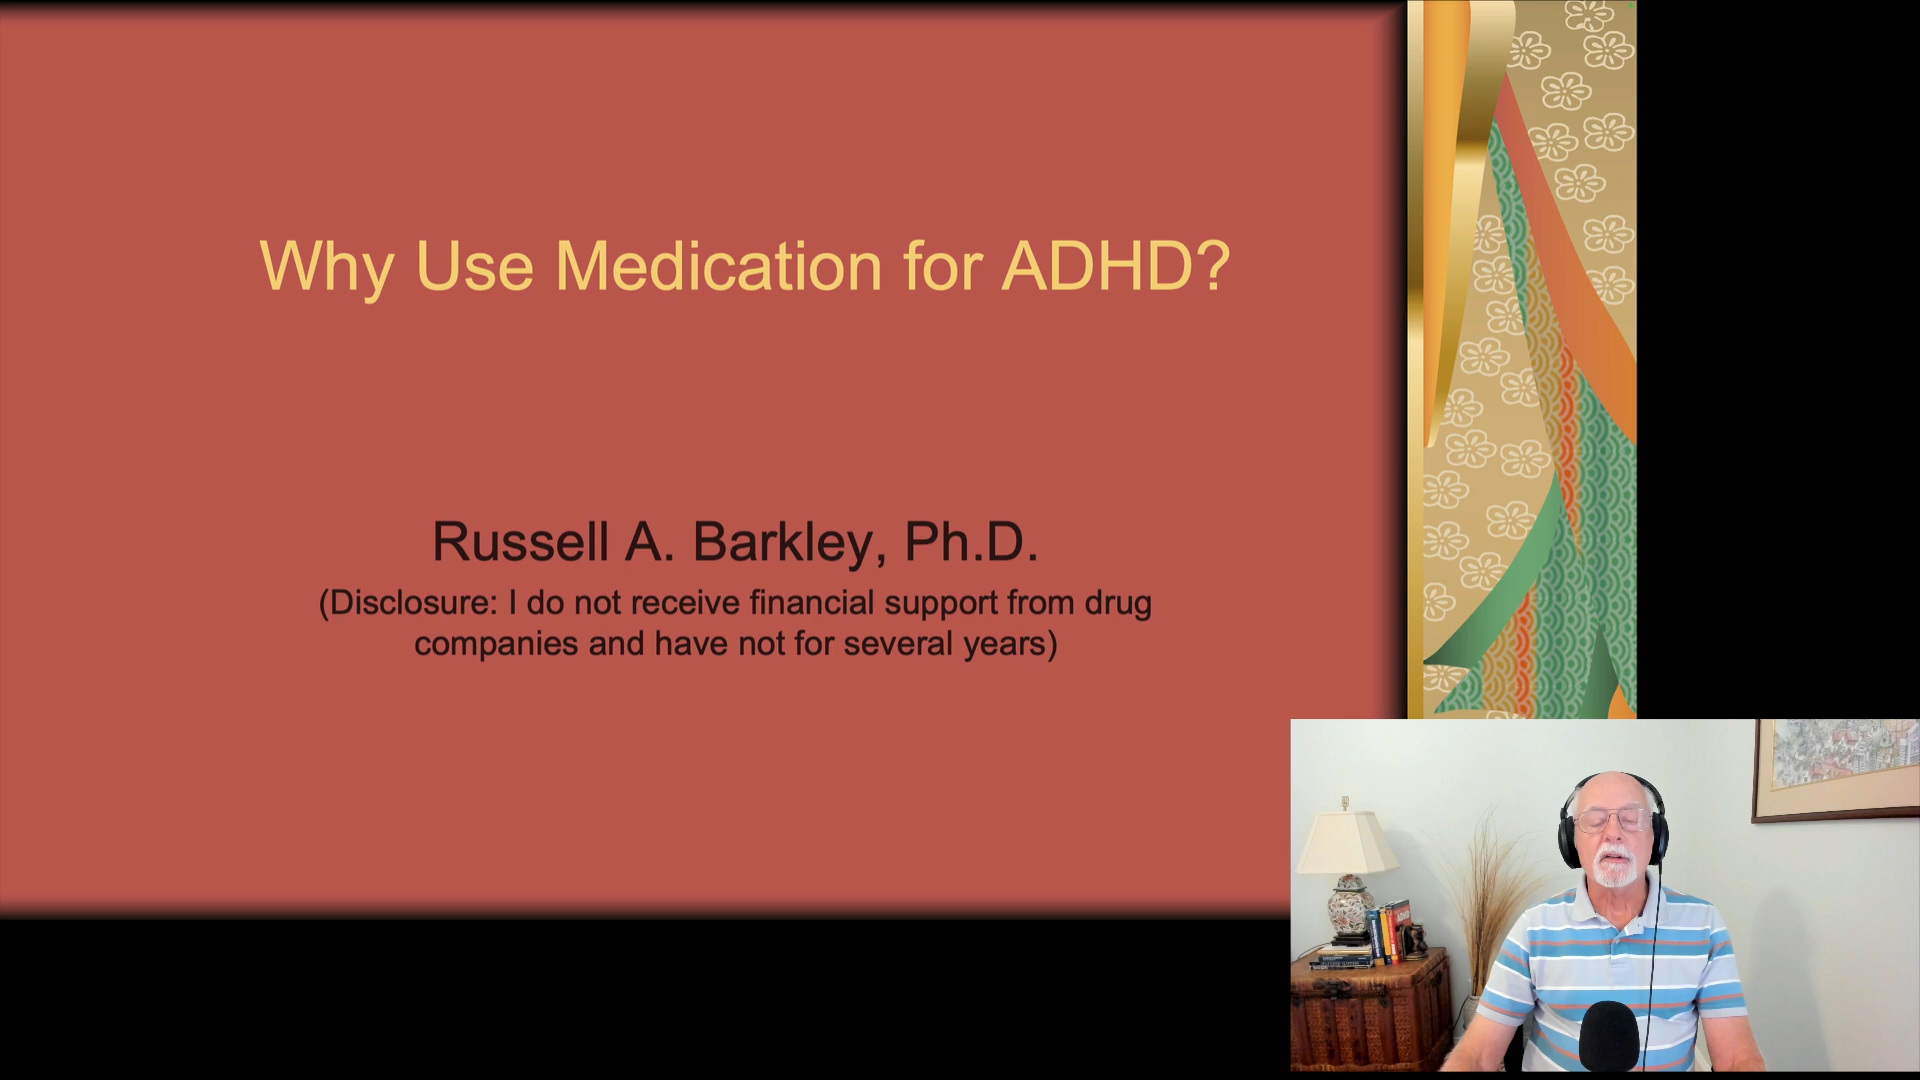 Why Use Medication for ADHD?
Russell A. Barkley, Ph.D.
(Disclosure: I do not receive financial support from drug
companies and have not for several years)